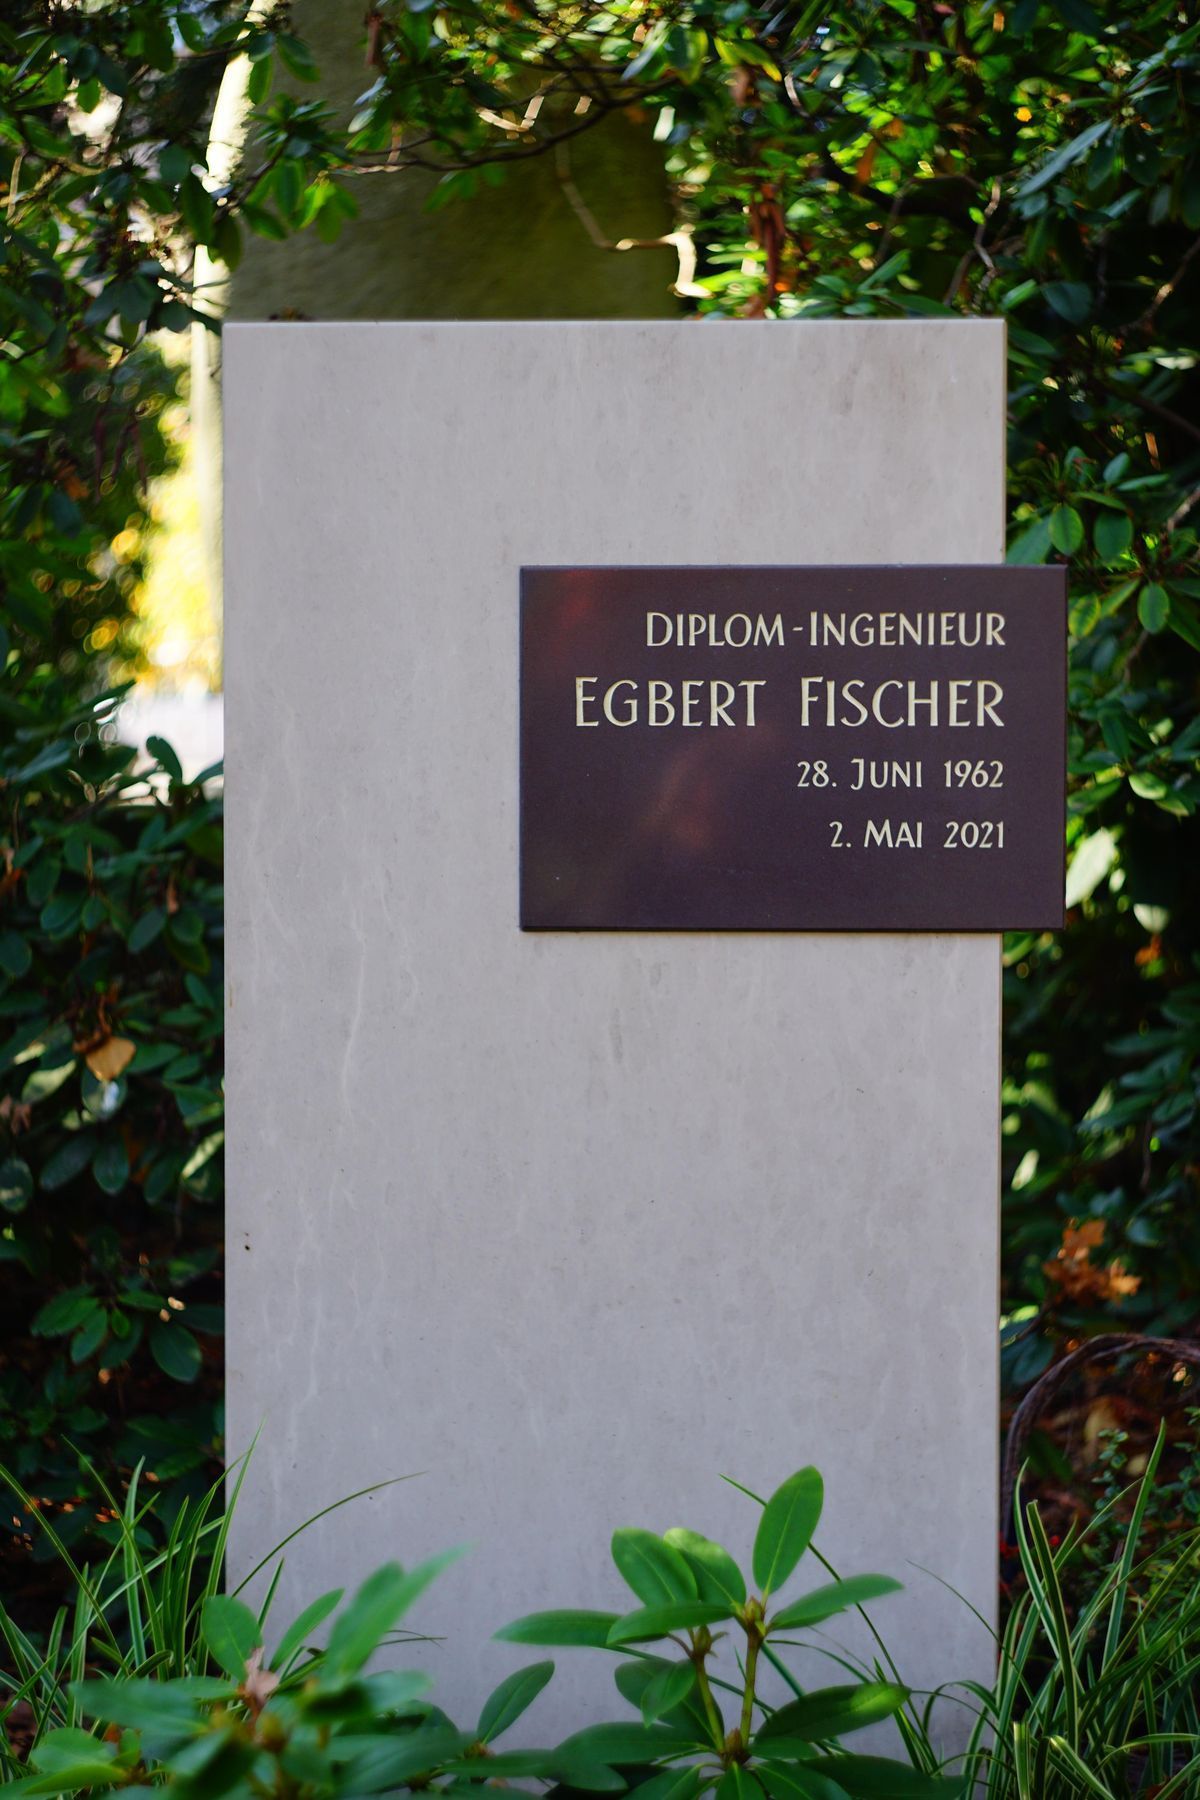 DIPLOM-INGENIEUR
EGBERT FISCHER
28. JUNI 1962
2. MAI 2021